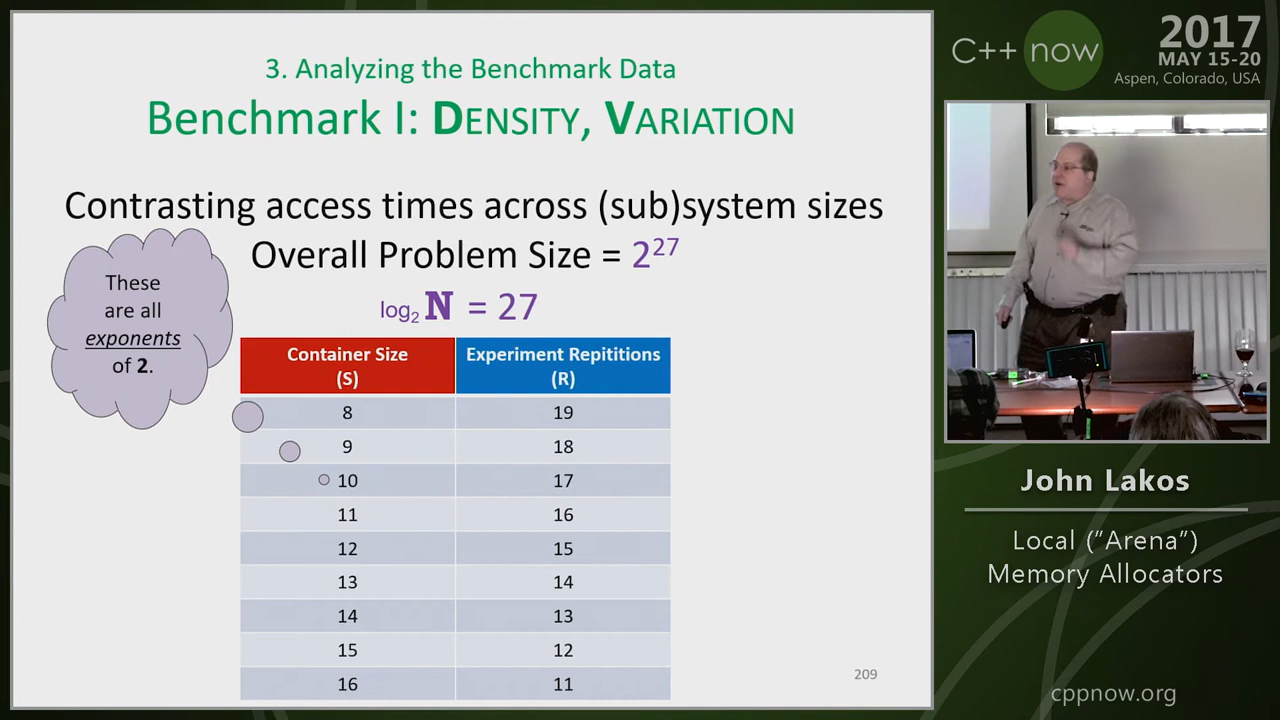 3. Analyzing the Benchmark Data
Benchmark I: DENSITY, VARIATION
Contrasting access times across (sub)system sizes
Overall Problem Size = 2²⁷
log₂ N = 27
These
are all
exponents
of 2.
Container Size (S) Experiment Repititions (R)
8 19
9 18
10 17
11 16
12 15
13 14
14 13
15 12
16 11
209
C++ now
2017
MAY 15-20
Aspen, Colorado, USA
John Lakos
Local (”Arena”)
Memory Allocators
cppnow.org